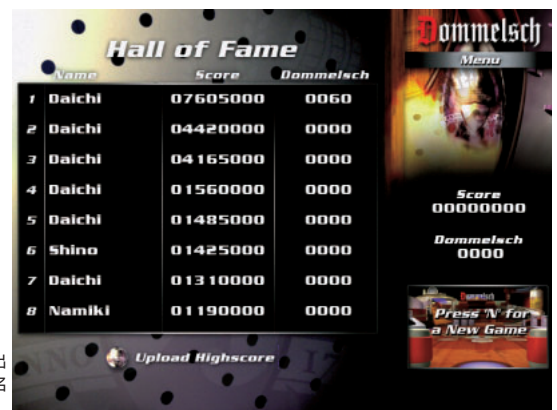 Hall of Fame
Name Score Dommelsch
1 Daichi 07605000 0060
2 Daichi 04420000 0000
3 Daichi 04165000 0000
4 Daichi 01560000 0000
5 Daichi 01485000 0000
6 Shino 01425000 0000
7 Daichi 01310000 0000
8 Namiki 01190000 0000
Upload Highscore
Dommelsch
Menu
Score
00000000
Dommelsch
0000
Dommelsch
Press 'N' for
a New Game